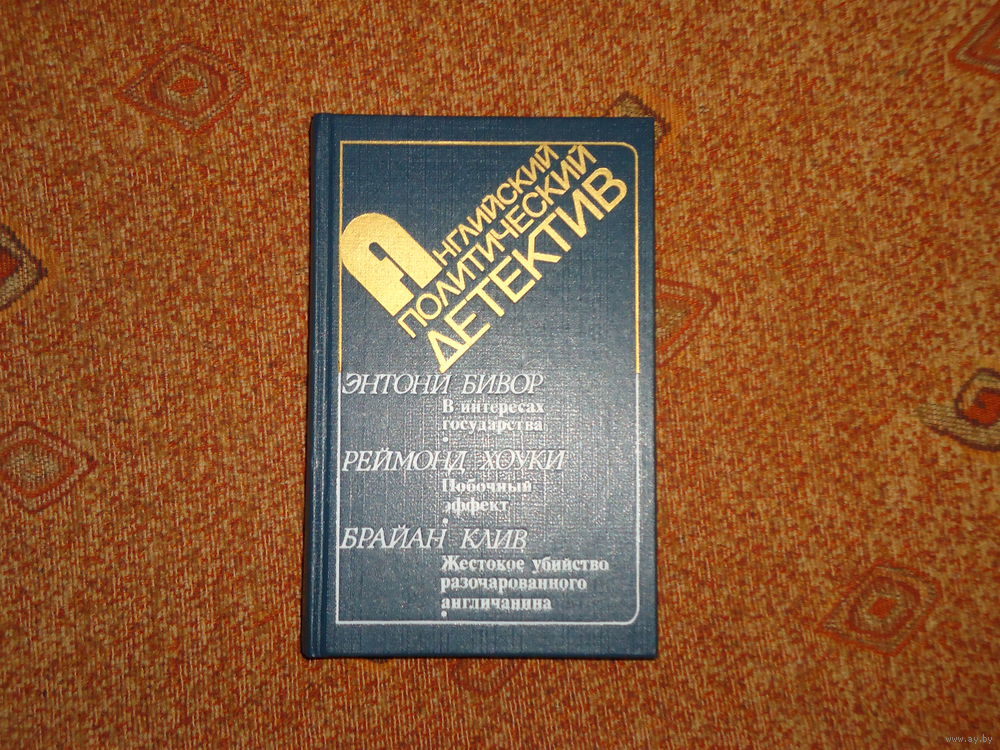 Английский
политический
детектив
ЭНТОНИ БИВОР
В интересах
государства
РЕЙМОНД ХОУКИ
Побочный
эффект
БРАЙАН КЛИВ
Жестокое убийство
разочарованного
англичанина
www.ay.by